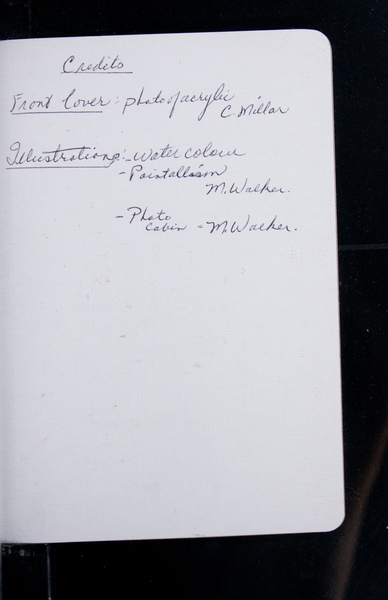 Credits
Front Cover : photo of acrylic
C Millar
Illustrations: - Water colour
- Pointallism
M. Walker.
- Photo
Cabin - M. Walker.